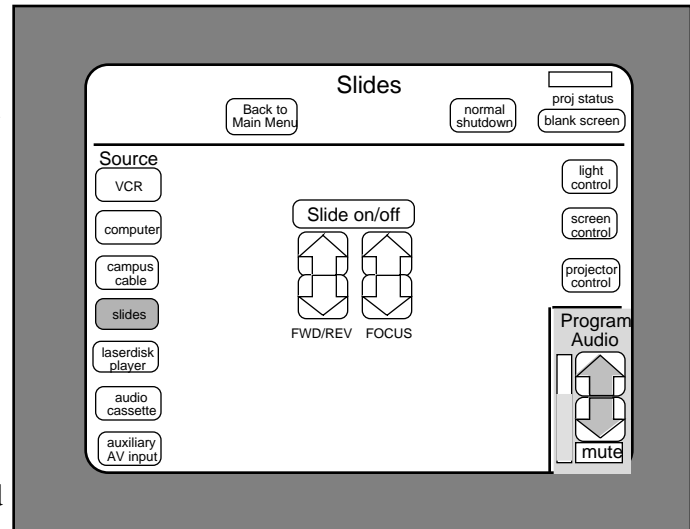 Slides
proj status
Back to
Main Menu
normal
shutdown
blank screen
Source
VCR
computer
campus
cable
slides
laserdisk
player
audio
cassette
auxiliary
AV input
Slide on/off
FWD/REV FOCUS
light
control
screen
control
projector
control
Program
Audio
mute